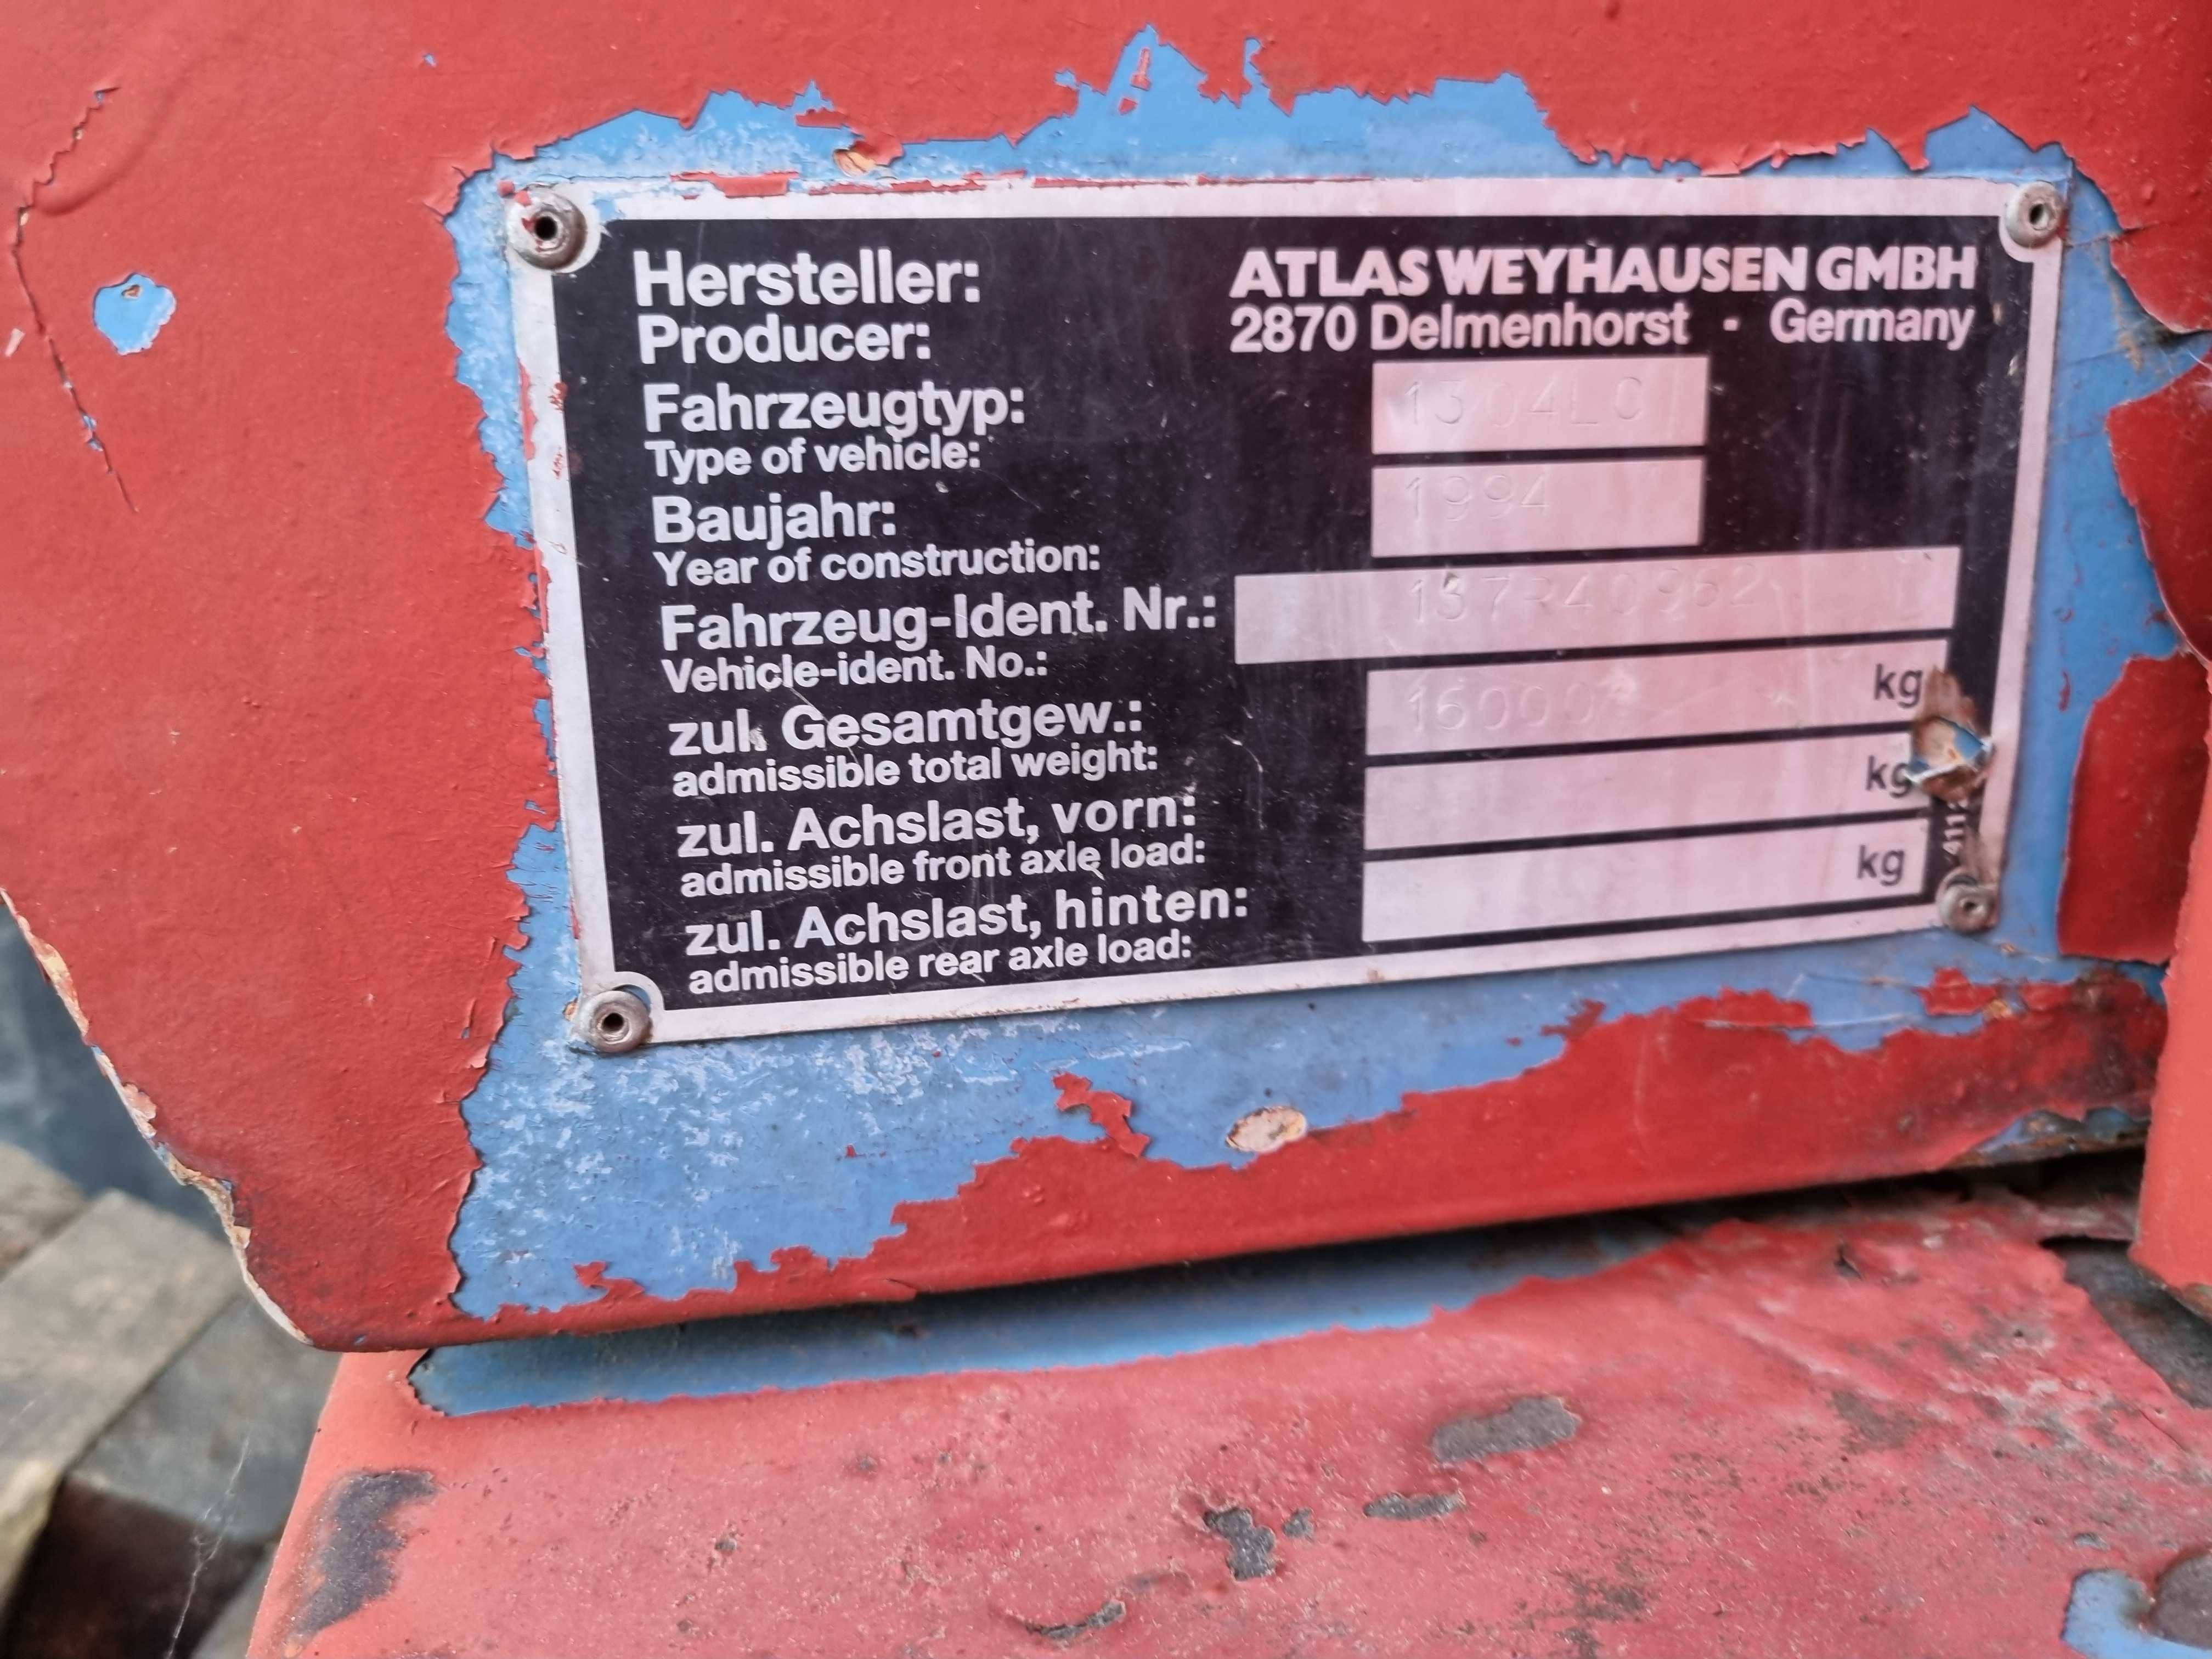 Hersteller: ATLAS WEYHAUSEN GMBH
Producer: 2870 Delmenhorst · Germany
Fahrzeugtyp: 1304LC
Type of vehicle:
Baujahr: 1994
Year of construction:
Fahrzeug-Ident. Nr.:
Vehicle-ident. No.:
zul. Gesamtgew.: kg
admissible total weight:
zul. Achslast, vorn: kg
admissible front axle load:
zul. Achslast, hinten: kg
admissible rear axle load: